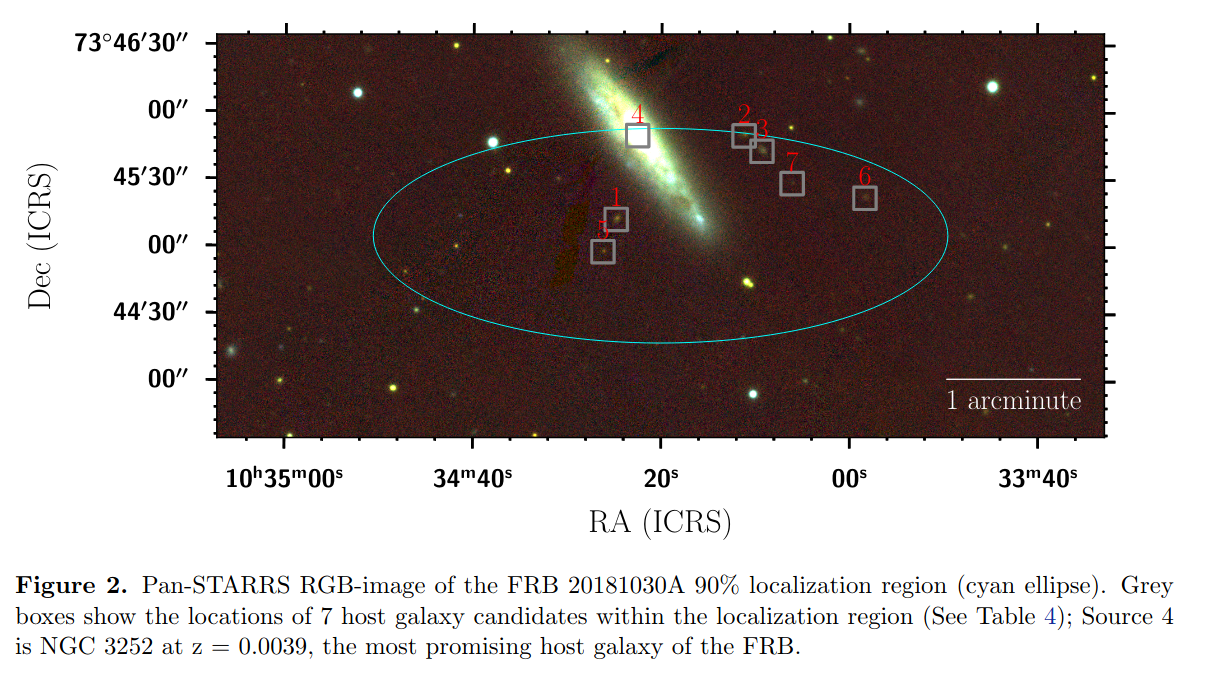 73°46′30″
00″
45′30″
00″
44′30″
00″
Dec (ICRS)
4
2
3
7
6
1
5
1 arcminute
10ʰ35ᵐ00ˢ 34ᵐ40ˢ 20ˢ 00ˢ 33ᵐ40ˢ
RA (ICRS)
Figure 2. Pan-STARRS RGB-image of the FRB 20181030A 90% localization region (cyan ellipse). Grey
boxes show the locations of 7 host galaxy candidates within the localization region (See Table 4); Source 4
is NGC 3252 at z = 0.0039, the most promising host galaxy of the FRB.